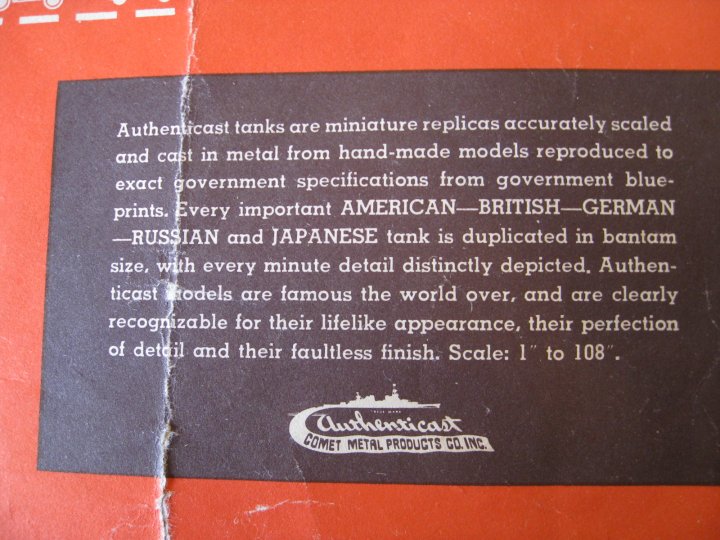 Authenticast tanks are miniature replicas accurately scaled
and cast in metal from hand-made models reproduced to
exact government specifications from government blue-
prints. Every important AMERICAN—BRITISH—GERMAN
—RUSSIAN and JAPANESE tank is duplicated in bantam
size, with every minute detail distinctly depicted. Authen-
ticast models are famous the world over, and are clearly
recognizable for their lifelike appearance, their perfection
of detail and their faultless finish. Scale: 1" to 108".
TRADE MARK
Authenticast
COMET METAL PRODUCTS CO. INC.